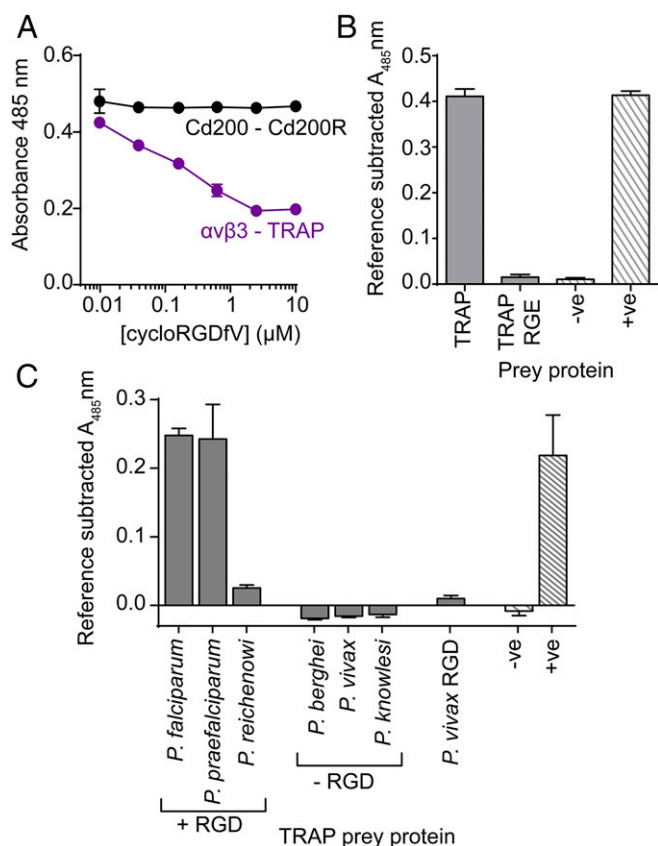 A
Absorbance 485 nm
0.6
0.4
0.2
0.0
Cd200 - Cd200R
αvβ3 - TRAP
0.01 0.1 1 10
[cycloRGDfV] (μM)
B
Reference subtracted A485nm
0.5
0.4
0.3
0.2
0.1
0.0
TRAP
TRAP RGE
-ve
+ve
Prey protein
C
Reference subtracted A485nm
0.3
0.2
0.1
0.0
P. falciparum
P. praefalciparum
P. reichenowi
P. berghei
P. vivax
P. knowlesi
P. vivax RGD
-ve
+ve
+ RGD
- RGD
TRAP prey protein